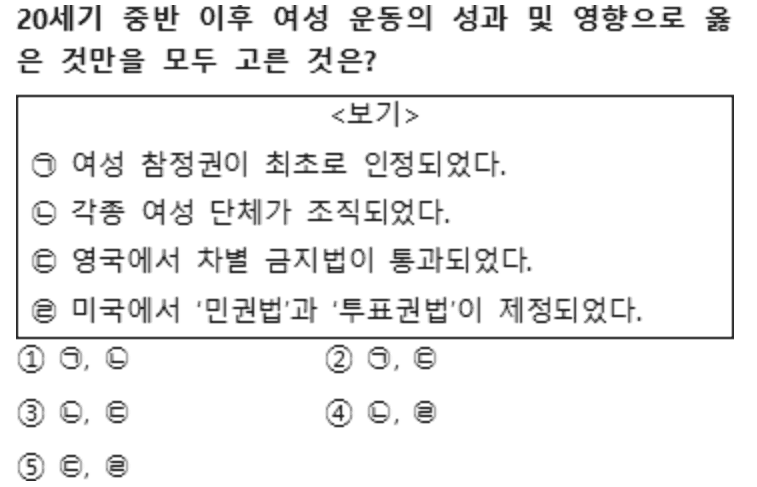 20세기 중반 이후 여성 운동의 성과 및 영향으로 옳
은 것만을 모두 고른 것은?
<보기>
㉠ 여성 참정권이 최초로 인정되었다.
㉡ 각종 여성 단체가 조직되었다.
㉢ 영국에서 차별 금지법이 통과되었다.
㉣ 미국에서 '민권법'과 '투표권법'이 제정되었다.
① ㉠, ㉡ ② ㉠, ㉢
③ ㉡, ㉢ ④ ㉡, ㉣
⑤ ㉢, ㉣